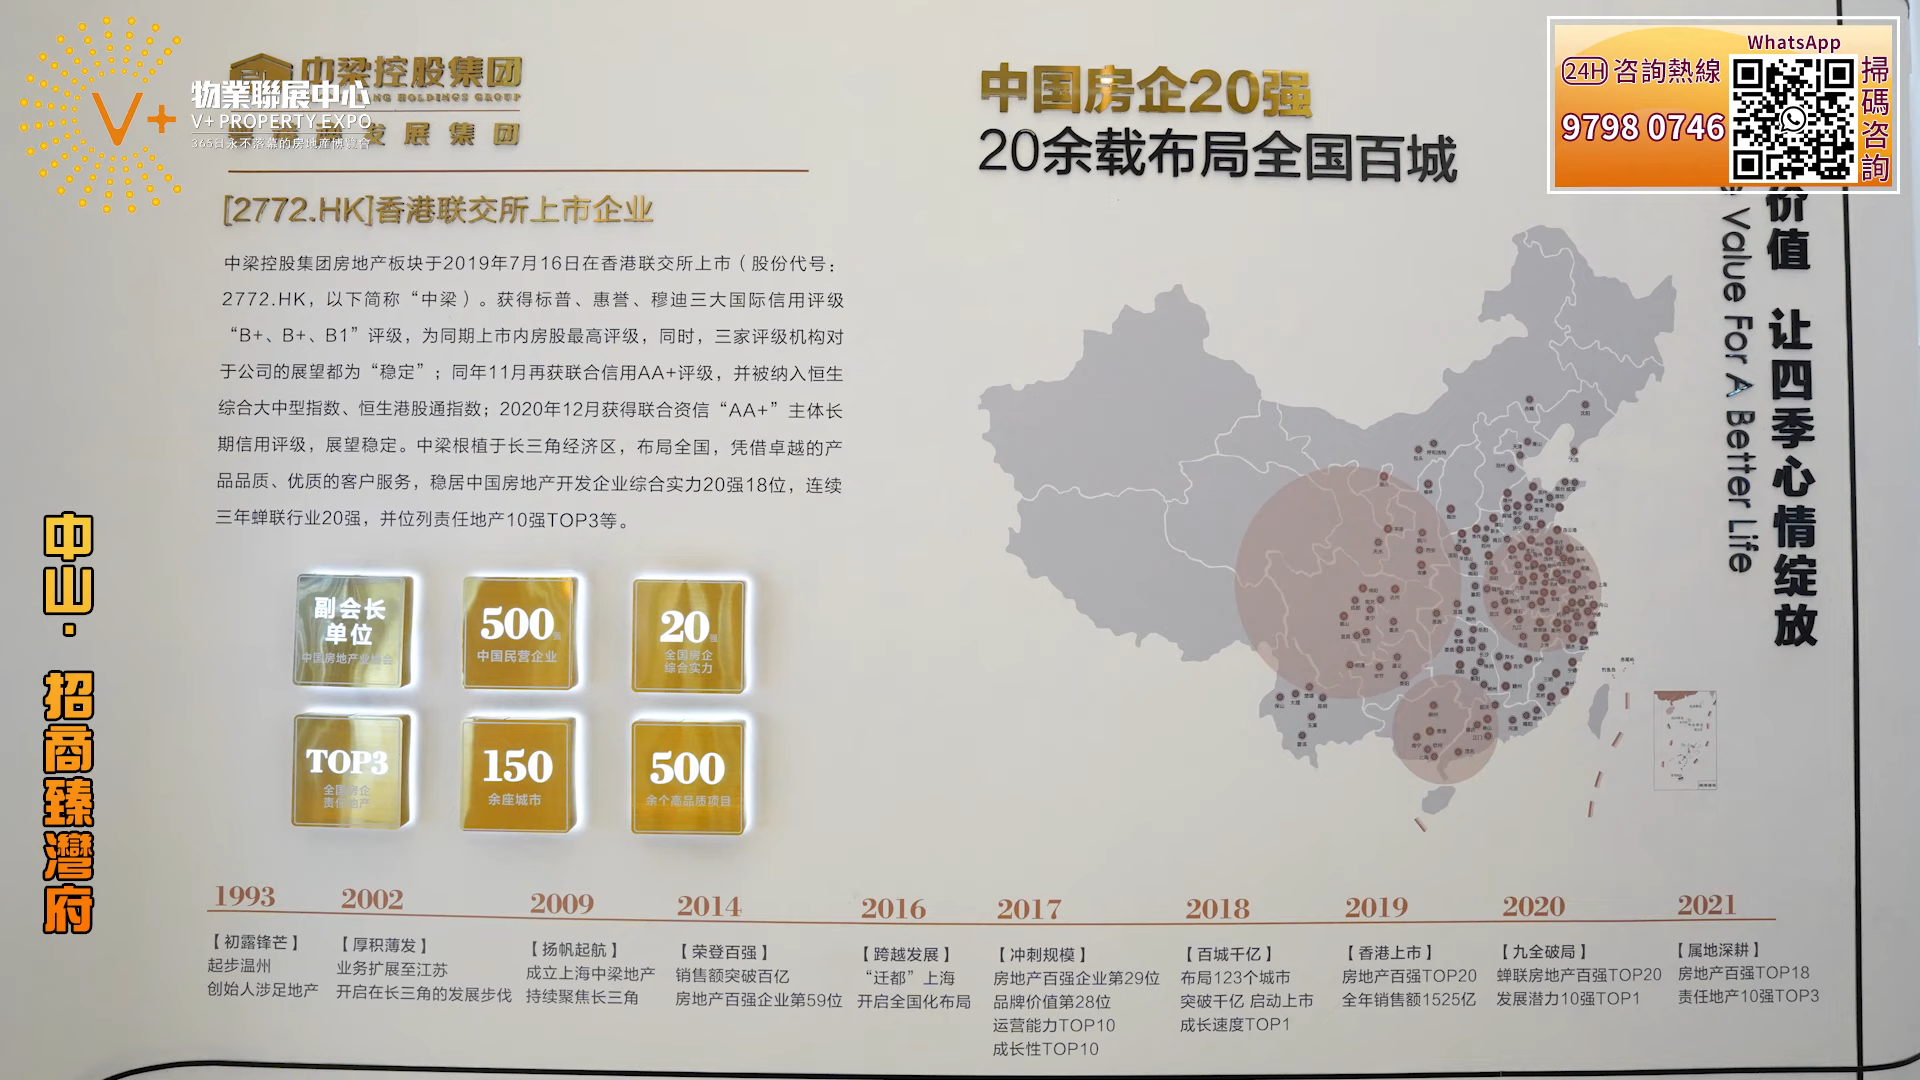 物業聯展中心
V+ PROPERTY EXPO
365日永不落幕的房地産博覽會
中梁控股集团
HOLDINGS GROUP
发展集团
[2772.HK]香港联交所上市企业
中梁控股集团房地产板块于2019年7月16日在香港联交所上市（股份代号：
2772.HK，以下简称“中梁）。获得标普、惠誉、穆迪三大国际信用评级
“B+、B+、B1”评级，为同期上市内房股最高评级，同时，三家评级机构对
于公司的展望都为“稳定”；同年11月再获联合信用AA+评级，并被纳入恒生
综合大中型指数、恒生港股通指数；2020年12月获得联合资信“AA+”主体长
期信用评级，展望稳定。中梁根植于长三角经济区，布局全国，凭借卓越的产
品品质、优质的客户服务，稳居中国房地产开发企业综合实力20强18位，连续
三年蝉联行业20强，并位列责任地产10强TOP3等。
副会长
单位
中国房地产业协会
500强
中国民营企业
20强
全国房企
综合实力
TOP3
全国房企
责任地产
150
余座城市
500
余个高品质项目
中国房企20强
20余载布局全国百城
24H 咨詢熱線
9798 0746
WhatsApp
掃碼咨詢
价值 让四季心情绽放
Value For A Better Life
中山·招商臻灣府
1993
【初露锋芒】
起步温州
创始人涉足地产
2002
【厚积薄发】
业务扩展至江苏
开启在长三角的发展步伐
2009
【扬帆起航】
成立上海中梁地产
持续聚焦长三角
2014
【荣登百强】
销售额突破百亿
房地产百强企业第59位
2016
【跨越发展】
“迁都”上海
开启全国化布局
2017
【冲刺规模】
房地产百强企业第29位
品牌价值第28位
运营能力TOP10
成长性TOP10
2018
【百城千亿】
布局123个城市
突破千亿 启动上市
成长速度TOP1
2019
【香港上市】
房地产百强TOP20
全年销售额1525亿
2020
【九全破局】
蝉联房地产百强TOP20
发展潜力10强TOP1
2021
【属地深耕】
房地产百强TOP18
责任地产10强TOP3